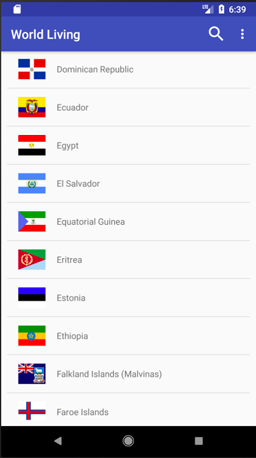 6:39
World Living
Dominican Republic
Ecuador
Egypt
El Salvador
Equatorial Guinea
Eritrea
Estonia
Ethiopia
Falkland Islands (Malvinas)
Faroe Islands